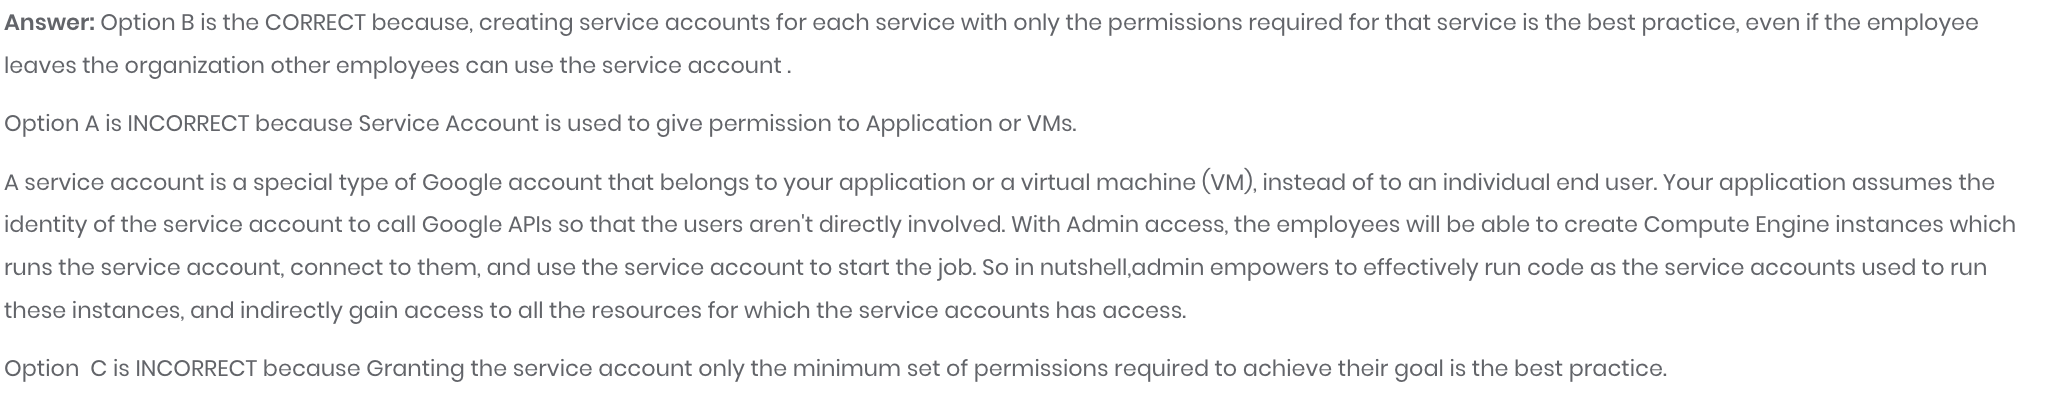 Answer: Option B is the CORRECT because, creating service accounts for each service with only the permissions required for that service is the best practice, even if the employee
leaves the organization other employees can use the service account .
Option A is INCORRECT because Service Account is used to give permission to Application or VMs.
A service account is a special type of Google account that belongs to your application or a virtual machine (VM), instead of to an individual end user. Your application assumes the
identity of the service account to call Google APIs so that the users aren't directly involved. With Admin access, the employees will be able to create Compute Engine instances which
runs the service account, connect to them, and use the service account to start the job. So in nutshell,admin empowers to effectively run code as the service accounts used to run
these instances, and indirectly gain access to all the resources for which the service accounts has access.
Option  C is INCORRECT because Granting the service account only the minimum set of permissions required to achieve their goal is the best practice.